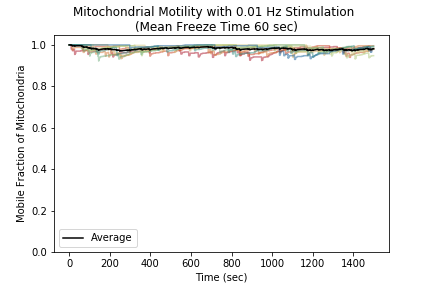 Mitochondrial Motility with 0.01 Hz Stimulation
(Mean Freeze Time 60 sec)
Mobile Fraction of Mitochondria
1.0
0.8
0.6
0.4
0.2
0.0
Average
0 200 400 600 800 1000 1200 1400
Time (sec)